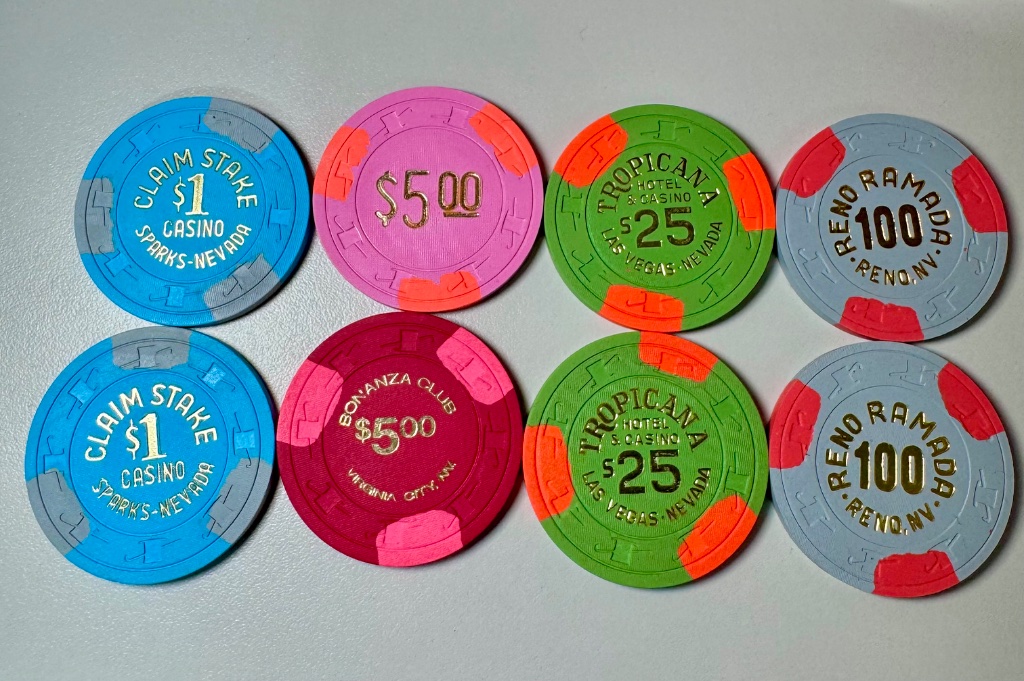 CLAIM STAKE
$1
CASINO
SPARKS-NEVADA
$5.00
TROPICANA
HOTEL
& CASINO
$25
LAS VEGAS-NEVADA
RENO RAMADA
100
·RENO, NV·
CLAIM STAKE
$1
CASINO
SPARKS-NEVADA
BONANZA CLUB
$5.00
VIRGINIA CITY, NV.
TROPICANA
HOTEL
& CASINO
$25
LAS VEGAS-NEVADA
RENO RAMADA
100
·RENO, NV·